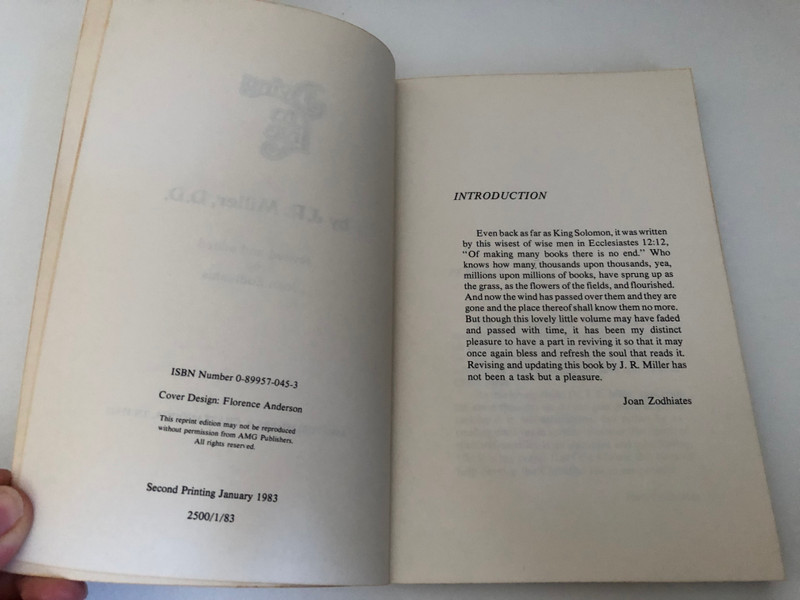 by J.R. Miller, D.D.
ISBN Number 0-89957-045-3
Cover Design: Florence Anderson
This reprint edition may not be reproduced
without permission from AMG Publishers.
All rights reserved.
Second Printing January 1983
2500/1/83
INTRODUCTION
Even back as far as King Solomon, it was written
by this wisest of wise men in Ecclesiastes 12:12,
“Of making many books there is no end.” Who
knows how many thousands upon thousands, yea,
millions upon millions of books, have sprung up as
the grass, as the flowers of the fields, and flourished.
And now the wind has passed over them and they are
gone and the place thereof shall know them no more.
But though this lovely little volume may have faded
and passed with time, it has been my distinct
pleasure to have a part in reviving it so that it may
once again bless and refresh the soul that reads it.
Revising and updating this book by J. R. Miller has
not been a task but a pleasure.
Joan Zodhiates